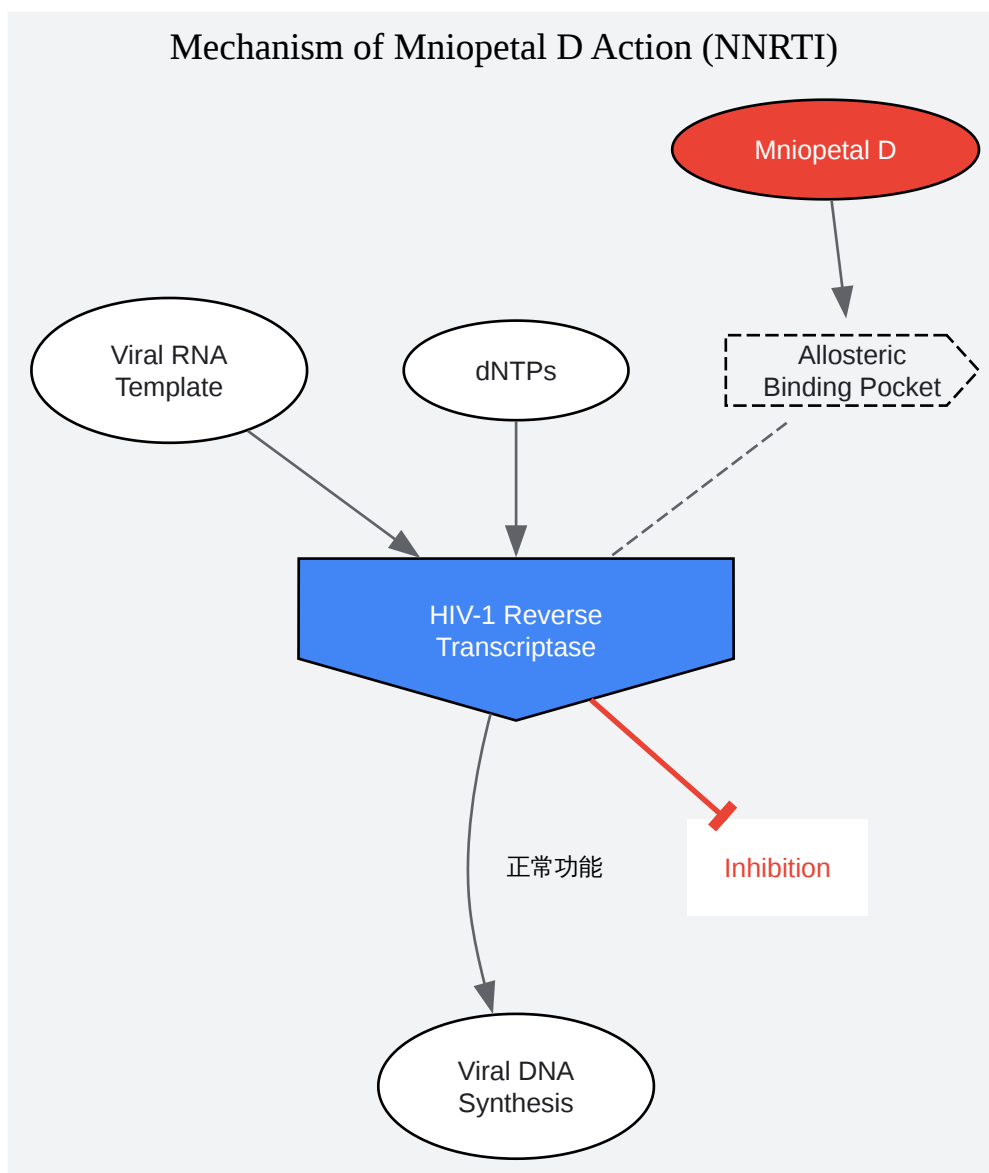 Mechanism of Mniopetal D Action (NNRTI)
Mniopetal D
Viral RNA
Template
dNTPs
Allosteric
Binding Pocket
HIV-1 Reverse
Transcriptase
正常功能
Inhibition
Viral DNA
Synthesis